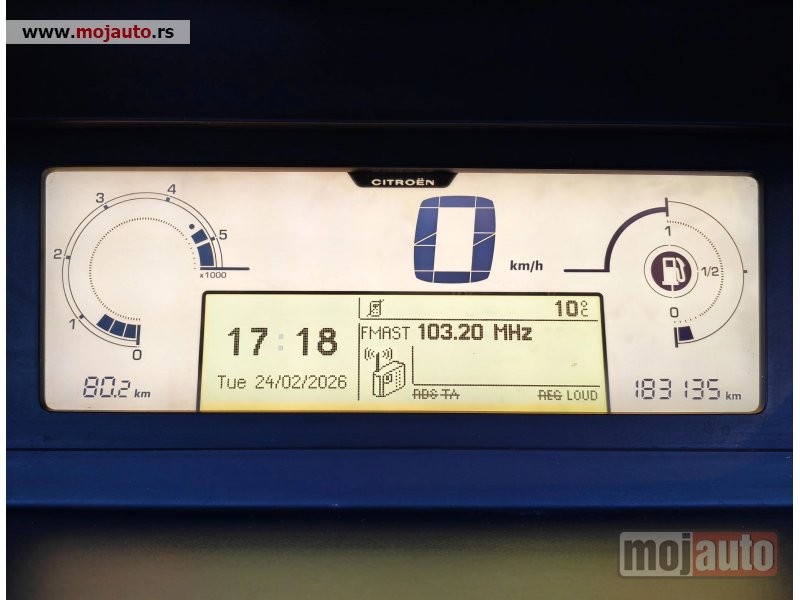 www.mojauto.rs
CITROËN
4
3
5
2
x1000
1
0
0 km/h
1
1/2
0
10°C
17:18
FMAST 103.20 MHz
Tue 24/02/2026
RDS TA REG LOUD
80.2 km
183135 km
mojauto